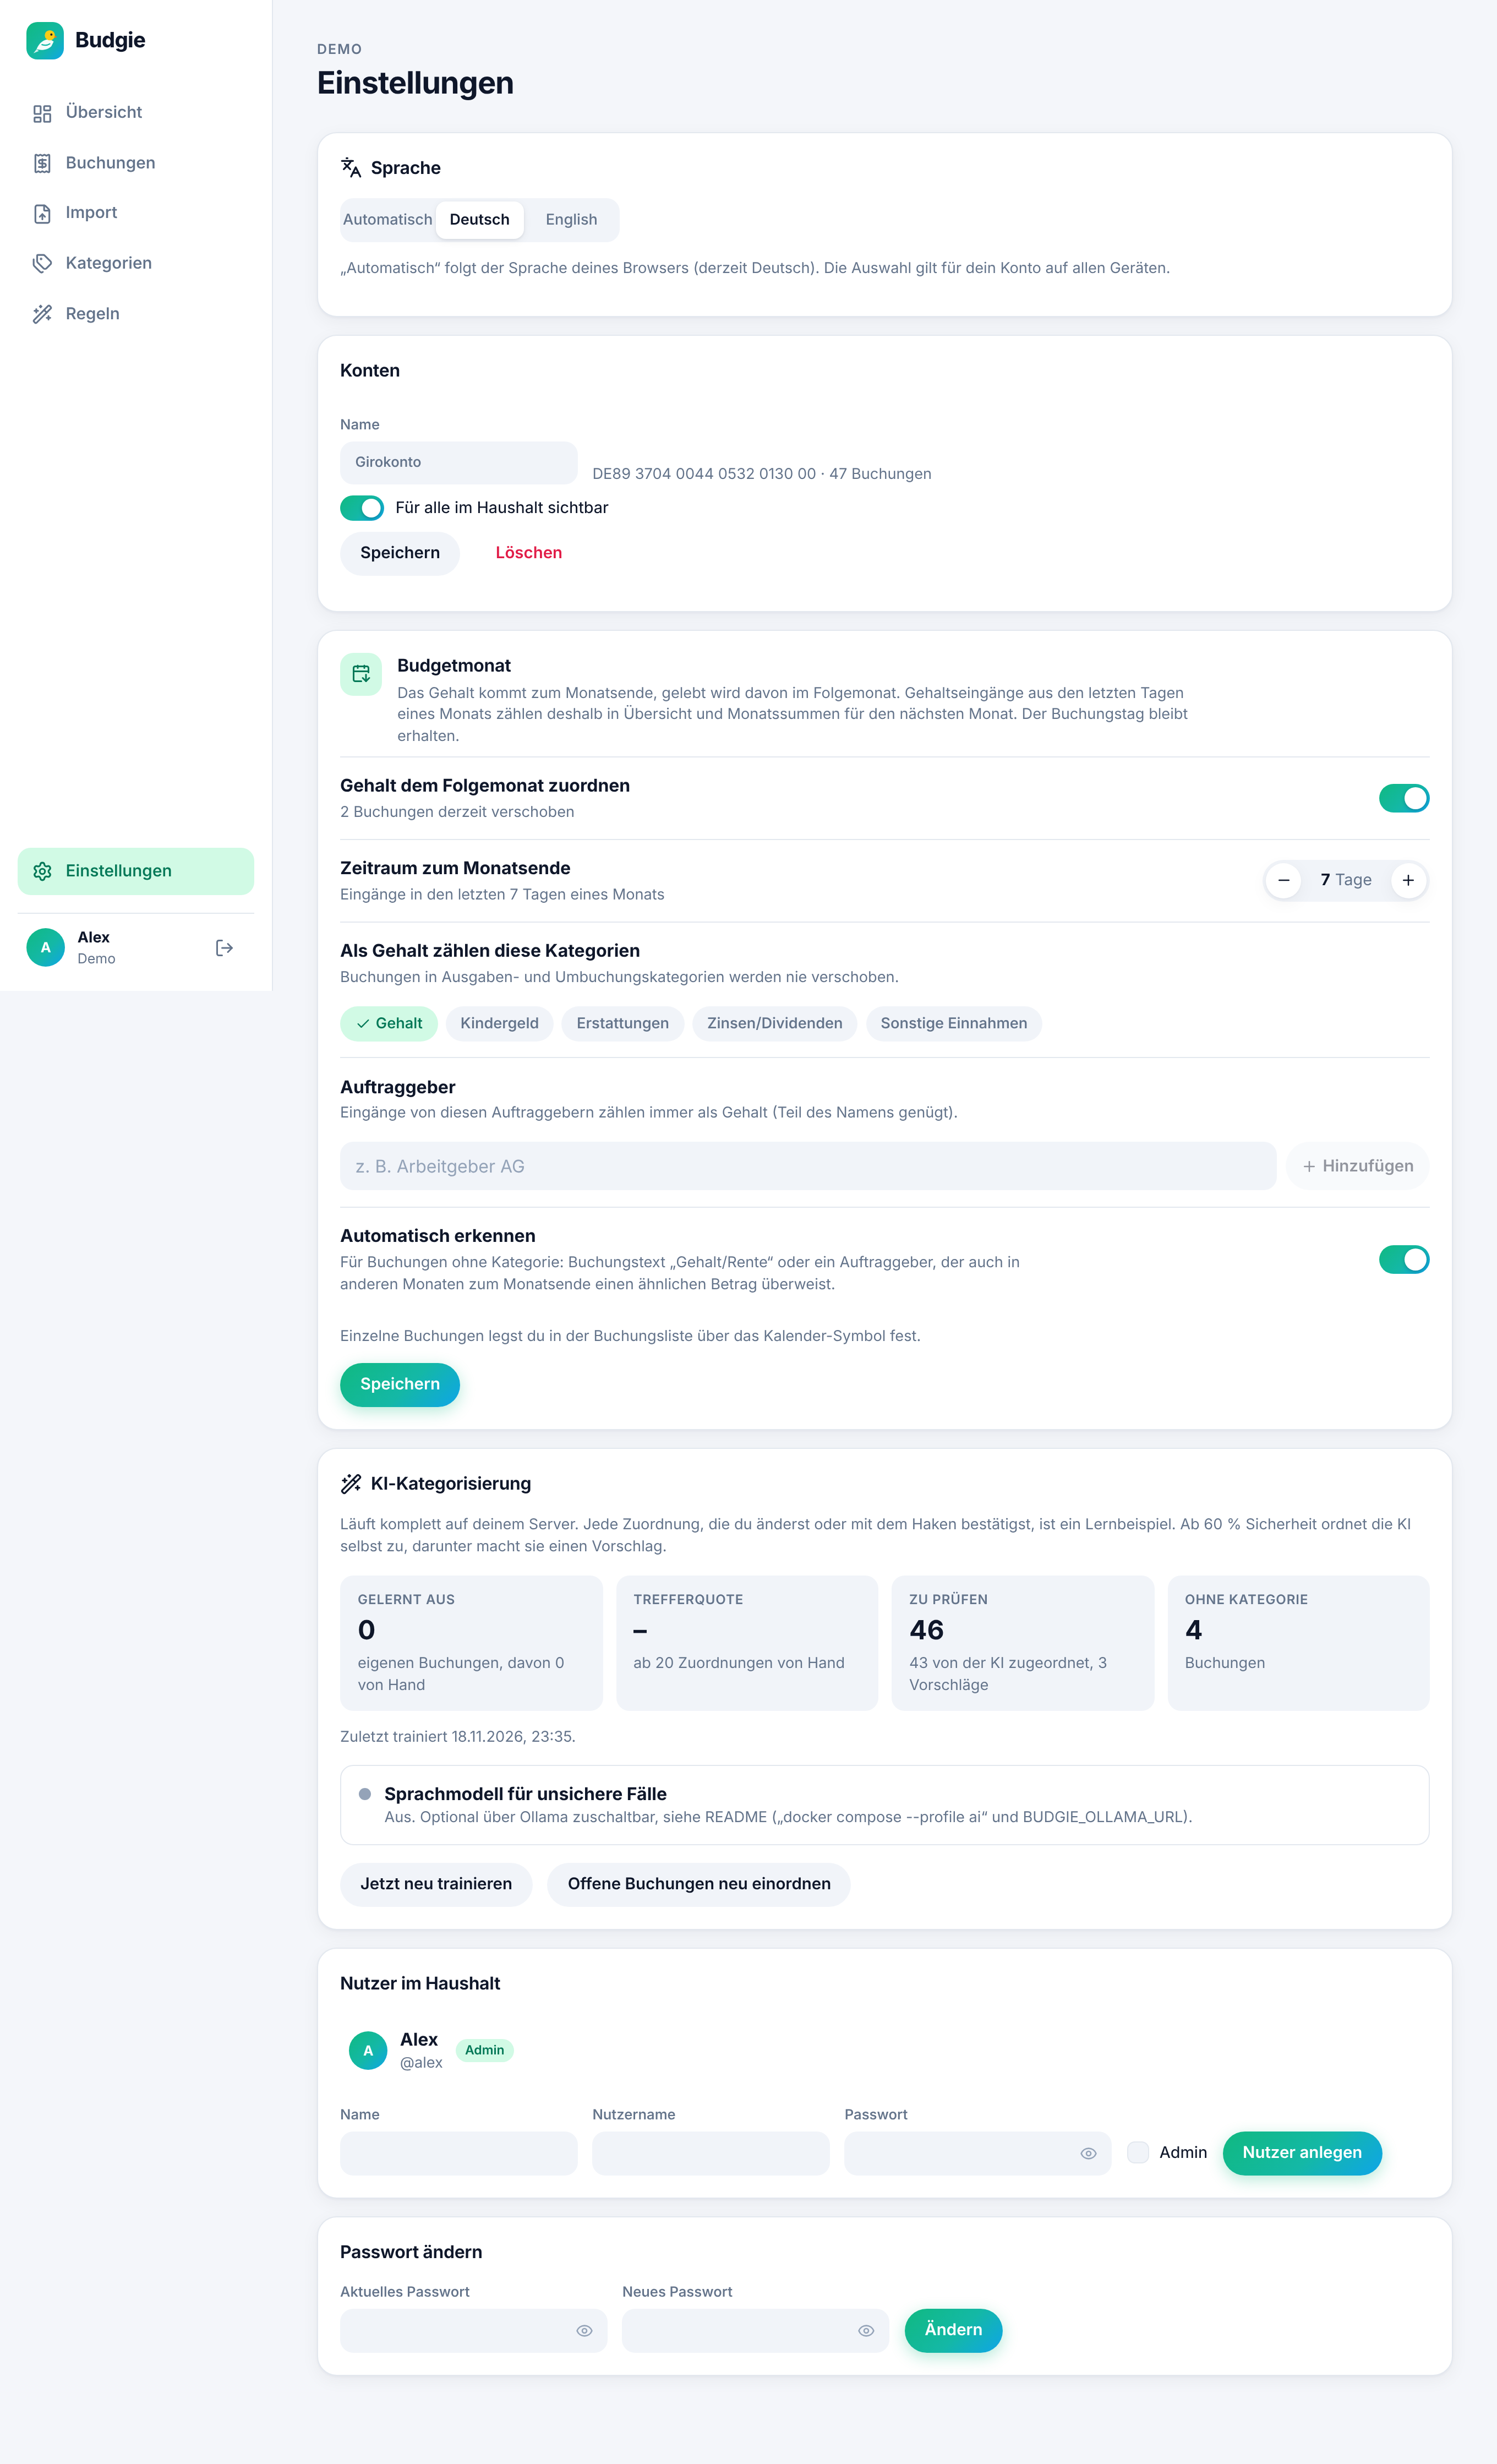 Budgie
Übersicht
Buchungen
Import
Kategorien
Regeln
Einstellungen
A
Alex
Demo
DEMO
Einstellungen
Sprache
Automatisch Deutsch English
„Automatisch“ folgt der Sprache deines Browsers (derzeit Deutsch). Die Auswahl gilt für dein Konto auf allen Geräten.
Konten
Name
Girokonto
DE89 3704 0044 0532 0130 00 · 47 Buchungen
Für alle im Haushalt sichtbar
Speichern Löschen
Budgetmonat
Das Gehalt kommt zum Monatsende, gelebt wird davon im Folgemonat. Gehaltseingänge aus den letzten Tagen
eines Monats zählen deshalb in Übersicht und Monatssummen für den nächsten Monat. Der Buchungstag bleibt
erhalten.
Gehalt dem Folgemonat zuordnen
2 Buchungen derzeit verschoben
Zeitraum zum Monatsende
Eingänge in den letzten 7 Tagen eines Monats
− 7 Tage +
Als Gehalt zählen diese Kategorien
Buchungen in Ausgaben- und Umbuchungskategorien werden nie verschoben.
Gehalt Kindergeld Erstattungen Zinsen/Dividenden Sonstige Einnahmen
Auftraggeber
Eingänge von diesen Auftraggebern zählen immer als Gehalt (Teil des Namens genügt).
z. B. Arbeitgeber AG
+ Hinzufügen
Automatisch erkennen
Für Buchungen ohne Kategorie: Buchungstext „Gehalt/Rente“ oder ein Auftraggeber, der auch in
anderen Monaten zum Monatsende einen ähnlichen Betrag überweist.
Einzelne Buchungen legst du in der Buchungsliste über das Kalender-Symbol fest.
Speichern
KI-Kategorisierung
Läuft komplett auf deinem Server. Jede Zuordnung, die du änderst oder mit dem Haken bestätigst, ist ein Lernbeispiel. Ab 60 % Sicherheit ordnet die KI
selbst zu, darunter macht sie einen Vorschlag.
GELERNT AUS
0
eigenen Buchungen, davon 0
von Hand
TREFFERQUOTE
–
ab 20 Zuordnungen von Hand
ZU PRÜFEN
46
43 von der KI zugeordnet, 3
Vorschläge
OHNE KATEGORIE
4
Buchungen
Zuletzt trainiert 18.11.2026, 23:35.
Sprachmodell für unsichere Fälle
Aus. Optional über Ollama zuschaltbar, siehe README („docker compose --profile ai“ und BUDGIE_OLLAMA_URL).
Jetzt neu trainieren Offene Buchungen neu einordnen
Nutzer im Haushalt
A
Alex
@alex
Admin
Name Nutzername Passwort
Admin Nutzer anlegen
Passwort ändern
Aktuelles Passwort Neues Passwort
Ändern